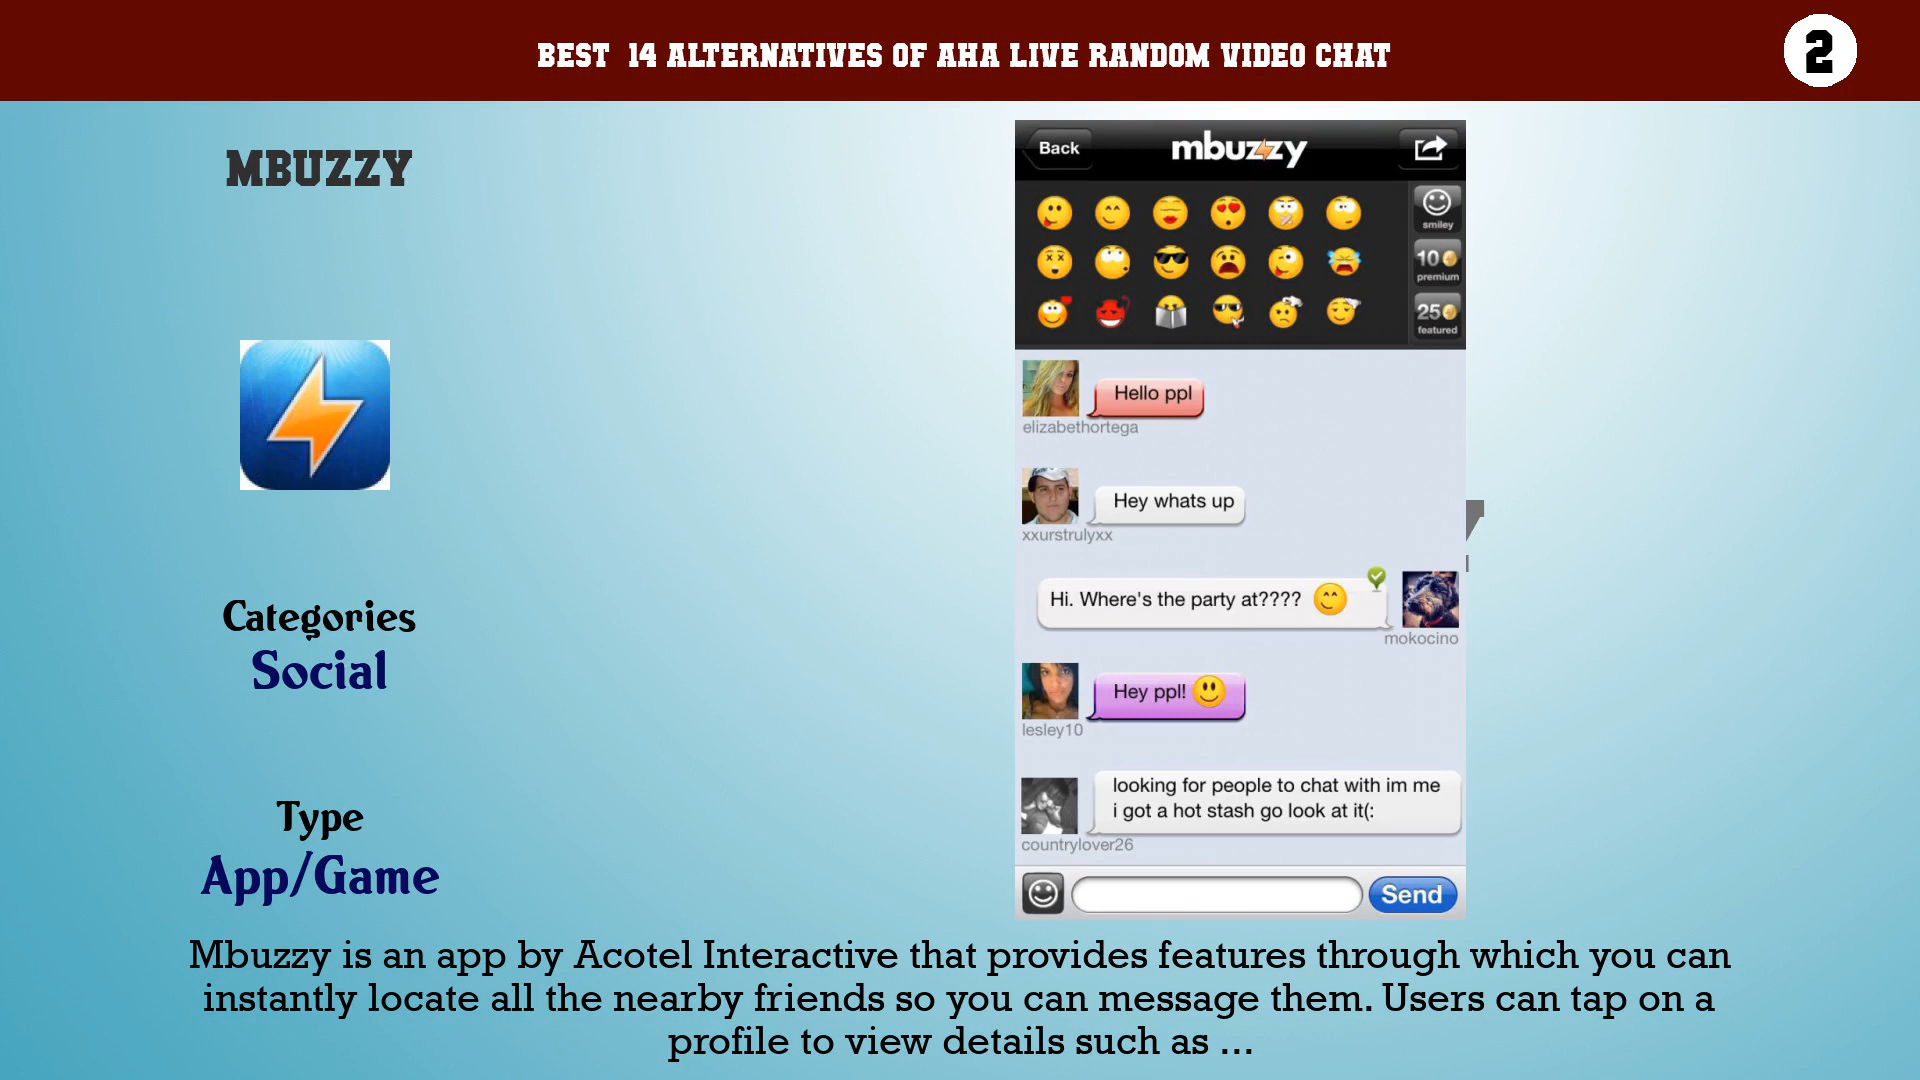 BEST 14 ALTERNATIVES OF AHA LIVE RANDOM VIDEO CHAT
2
MBUZZY
Categories
Social
Type
App/Game
Back
mbuzzy
smiley
10
premium
25
featured
Hello ppl
elizabethortega
Hey whats up
xxurstrulyxx
Hi. Where's the party at????
mokocino
Hey ppl!
lesley10
looking for people to chat with im me
i got a hot stash go look at it(:
countrylover26
Send
Mbuzzy is an app by Acotel Interactive that provides features through which you can
instantly locate all the nearby friends so you can message them. Users can tap on a
profile to view details such as ...